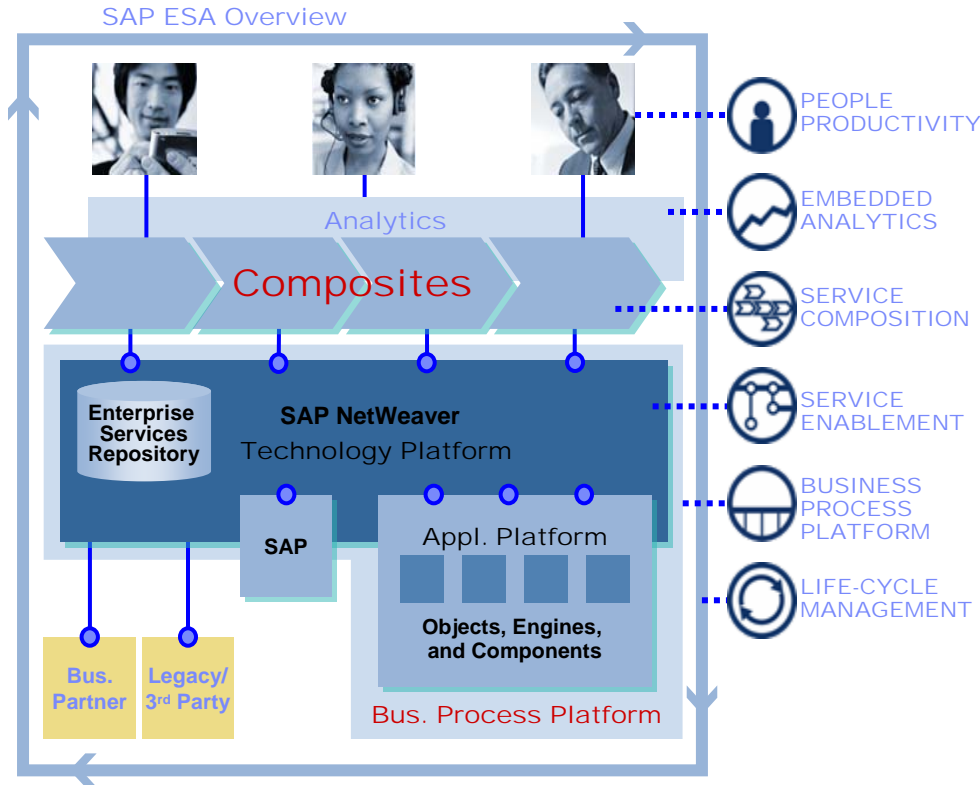 SAP ESA Overview
PEOPLE
PRODUCTIVITY
Analytics
EMBEDDED
ANALYTICS
Composites
SERVICE
COMPOSITION
Enterprise
Services
Repository
SAP NetWeaver
Technology Platform
SERVICE
ENABLEMENT
SAP
Appl. Platform
Objects, Engines,
and Components
BUSINESS
PROCESS
PLATFORM
LIFE-CYCLE
MANAGEMENT
Bus.
Partner
Legacy/
3rd Party
Bus. Process Platform